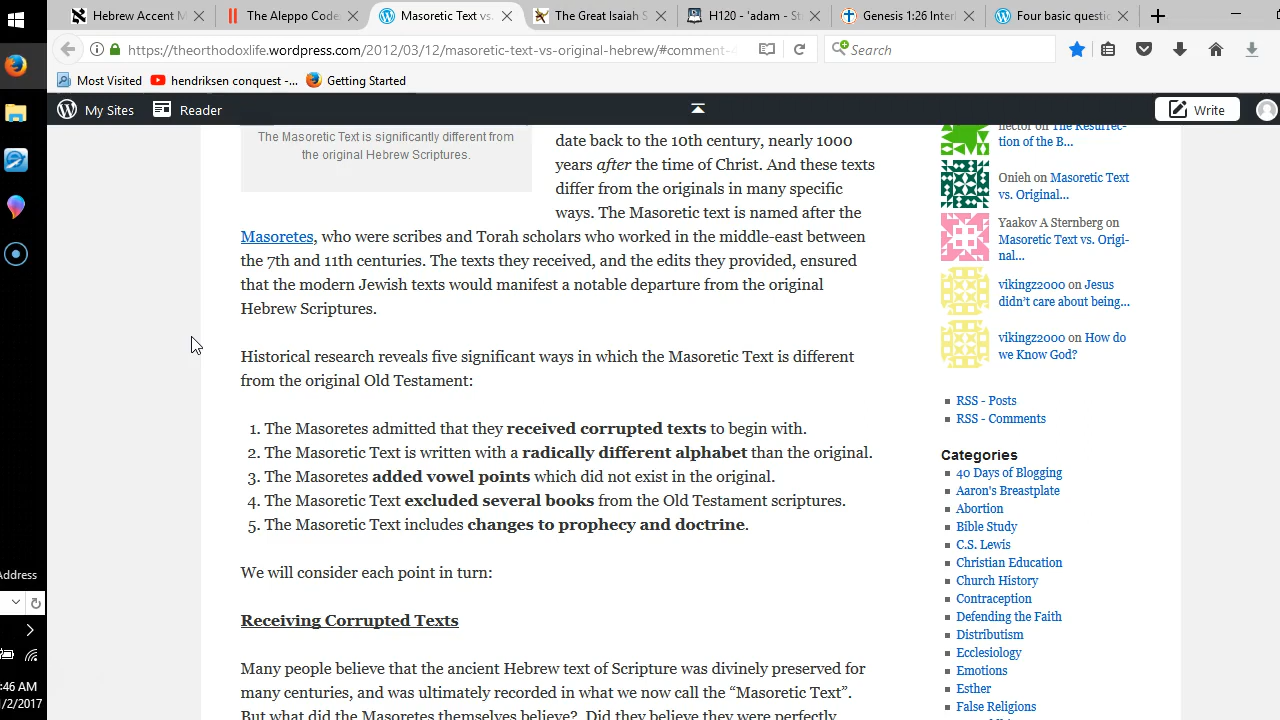 Hebrew Accent M
The Aleppo Code
Masoretic Text vs.
The Great Isaiah S
H120 - 'adam - St
Genesis 1:26 Inter
Four basic questio
https://theorthodoxlife.wordpress.com/2012/03/12/masoretic-text-vs-original-hebrew/#comment-
Search
Most Visited
hendriksen conquest -...
Getting Started
My Sites
Reader
Write
The Masoretic Text is significantly different from
the original Hebrew Scriptures.
date back to the 10th century, nearly 1000
years after the time of Christ. And these texts
differ from the originals in many specific
ways. The Masoretic text is named after the
Masoretes, who were scribes and Torah scholars who worked in the middle-east between
the 7th and 11th centuries. The texts they received, and the edits they provided, ensured
that the modern Jewish texts would manifest a notable departure from the original
Hebrew Scriptures.
Historical research reveals five significant ways in which the Masoretic Text is different
from the original Old Testament:
1. The Masoretes admitted that they received corrupted texts to begin with.
2. The Masoretic Text is written with a radically different alphabet than the original.
3. The Masoretes added vowel points which did not exist in the original.
4. The Masoretic Text excluded several books from the Old Testament scriptures.
5. The Masoretic Text includes changes to prophecy and doctrine.
We will consider each point in turn:
Receiving Corrupted Texts
Many people believe that the ancient Hebrew text of Scripture was divinely preserved for
many centuries, and was ultimately recorded in what we now call the “Masoretic Text”.
But what did the Masoretes themselves believe? Did they believe they were perfectly
hector on The Resurrec-
tion of the B...
Onieh on Masoretic Text
vs. Original...
Yaakov A Sternberg on
Masoretic Text vs. Origi-
nal...
vikingz2000 on Jesus
didn't care about being...
vikingz2000 on How do
we Know God?
RSS - Posts
RSS - Comments
Categories
40 Days of Blogging
Aaron's Breastplate
Abortion
Bible Study
C.S. Lewis
Christian Education
Church History
Contraception
Defending the Faith
Distributism
Ecclesiology
Emotions
Esther
False Religions
Address
:46 AM
1/2/2017